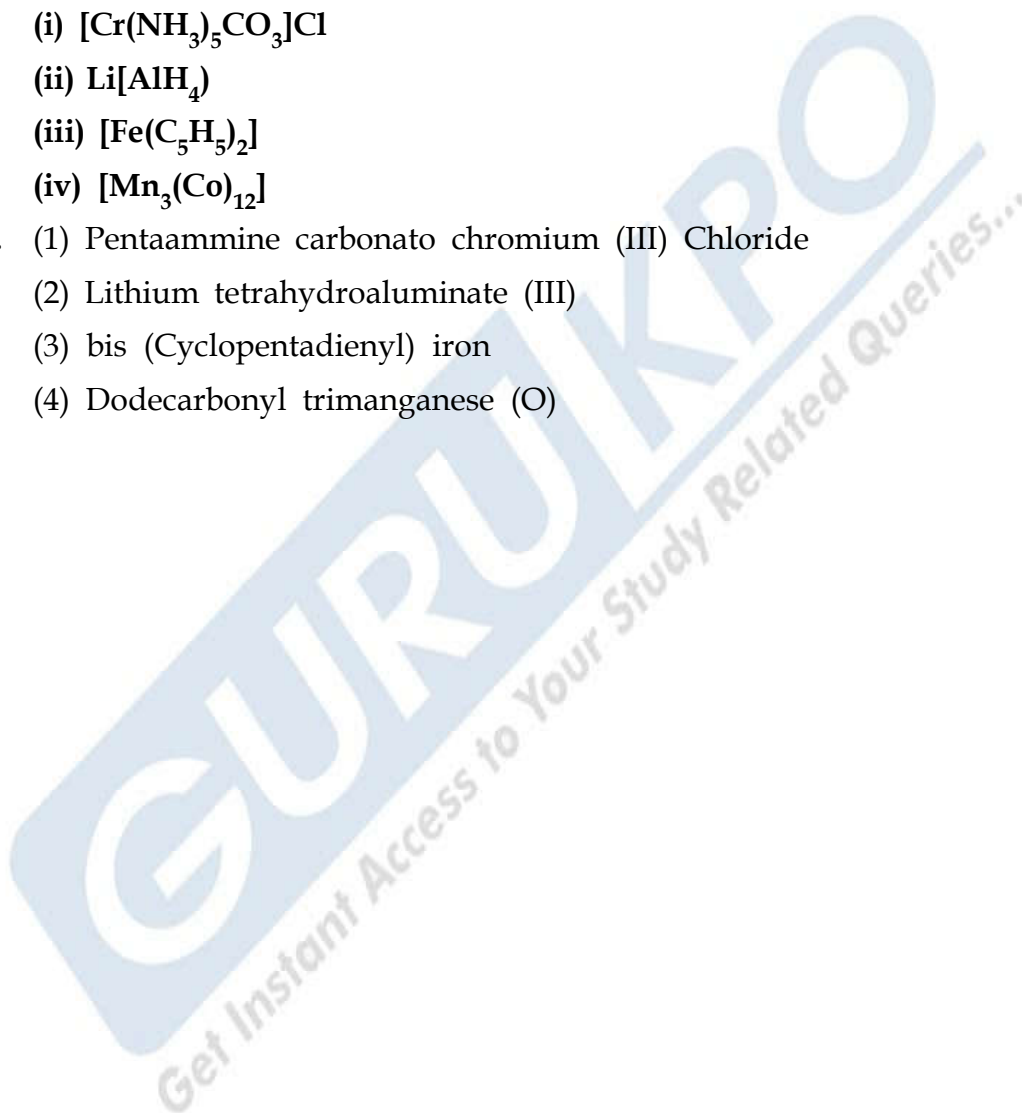 (i) [Cr(NH₃)₅CO₃]Cl
(ii) Li[AlH₄)
(iii) [Fe(C₅H₅)₂]
(iv) [Mn₃(Co)₁₂]
. (1) Pentaammine carbonato chromium (III) Chloride
(2) Lithium tetrahydroaluminate (III)
(3) bis (Cyclopentadienyl) iron
(4) Dodecarbonyl trimanganese (O)
GURUKPO
Get Instant Access to Your Study Related Queries...